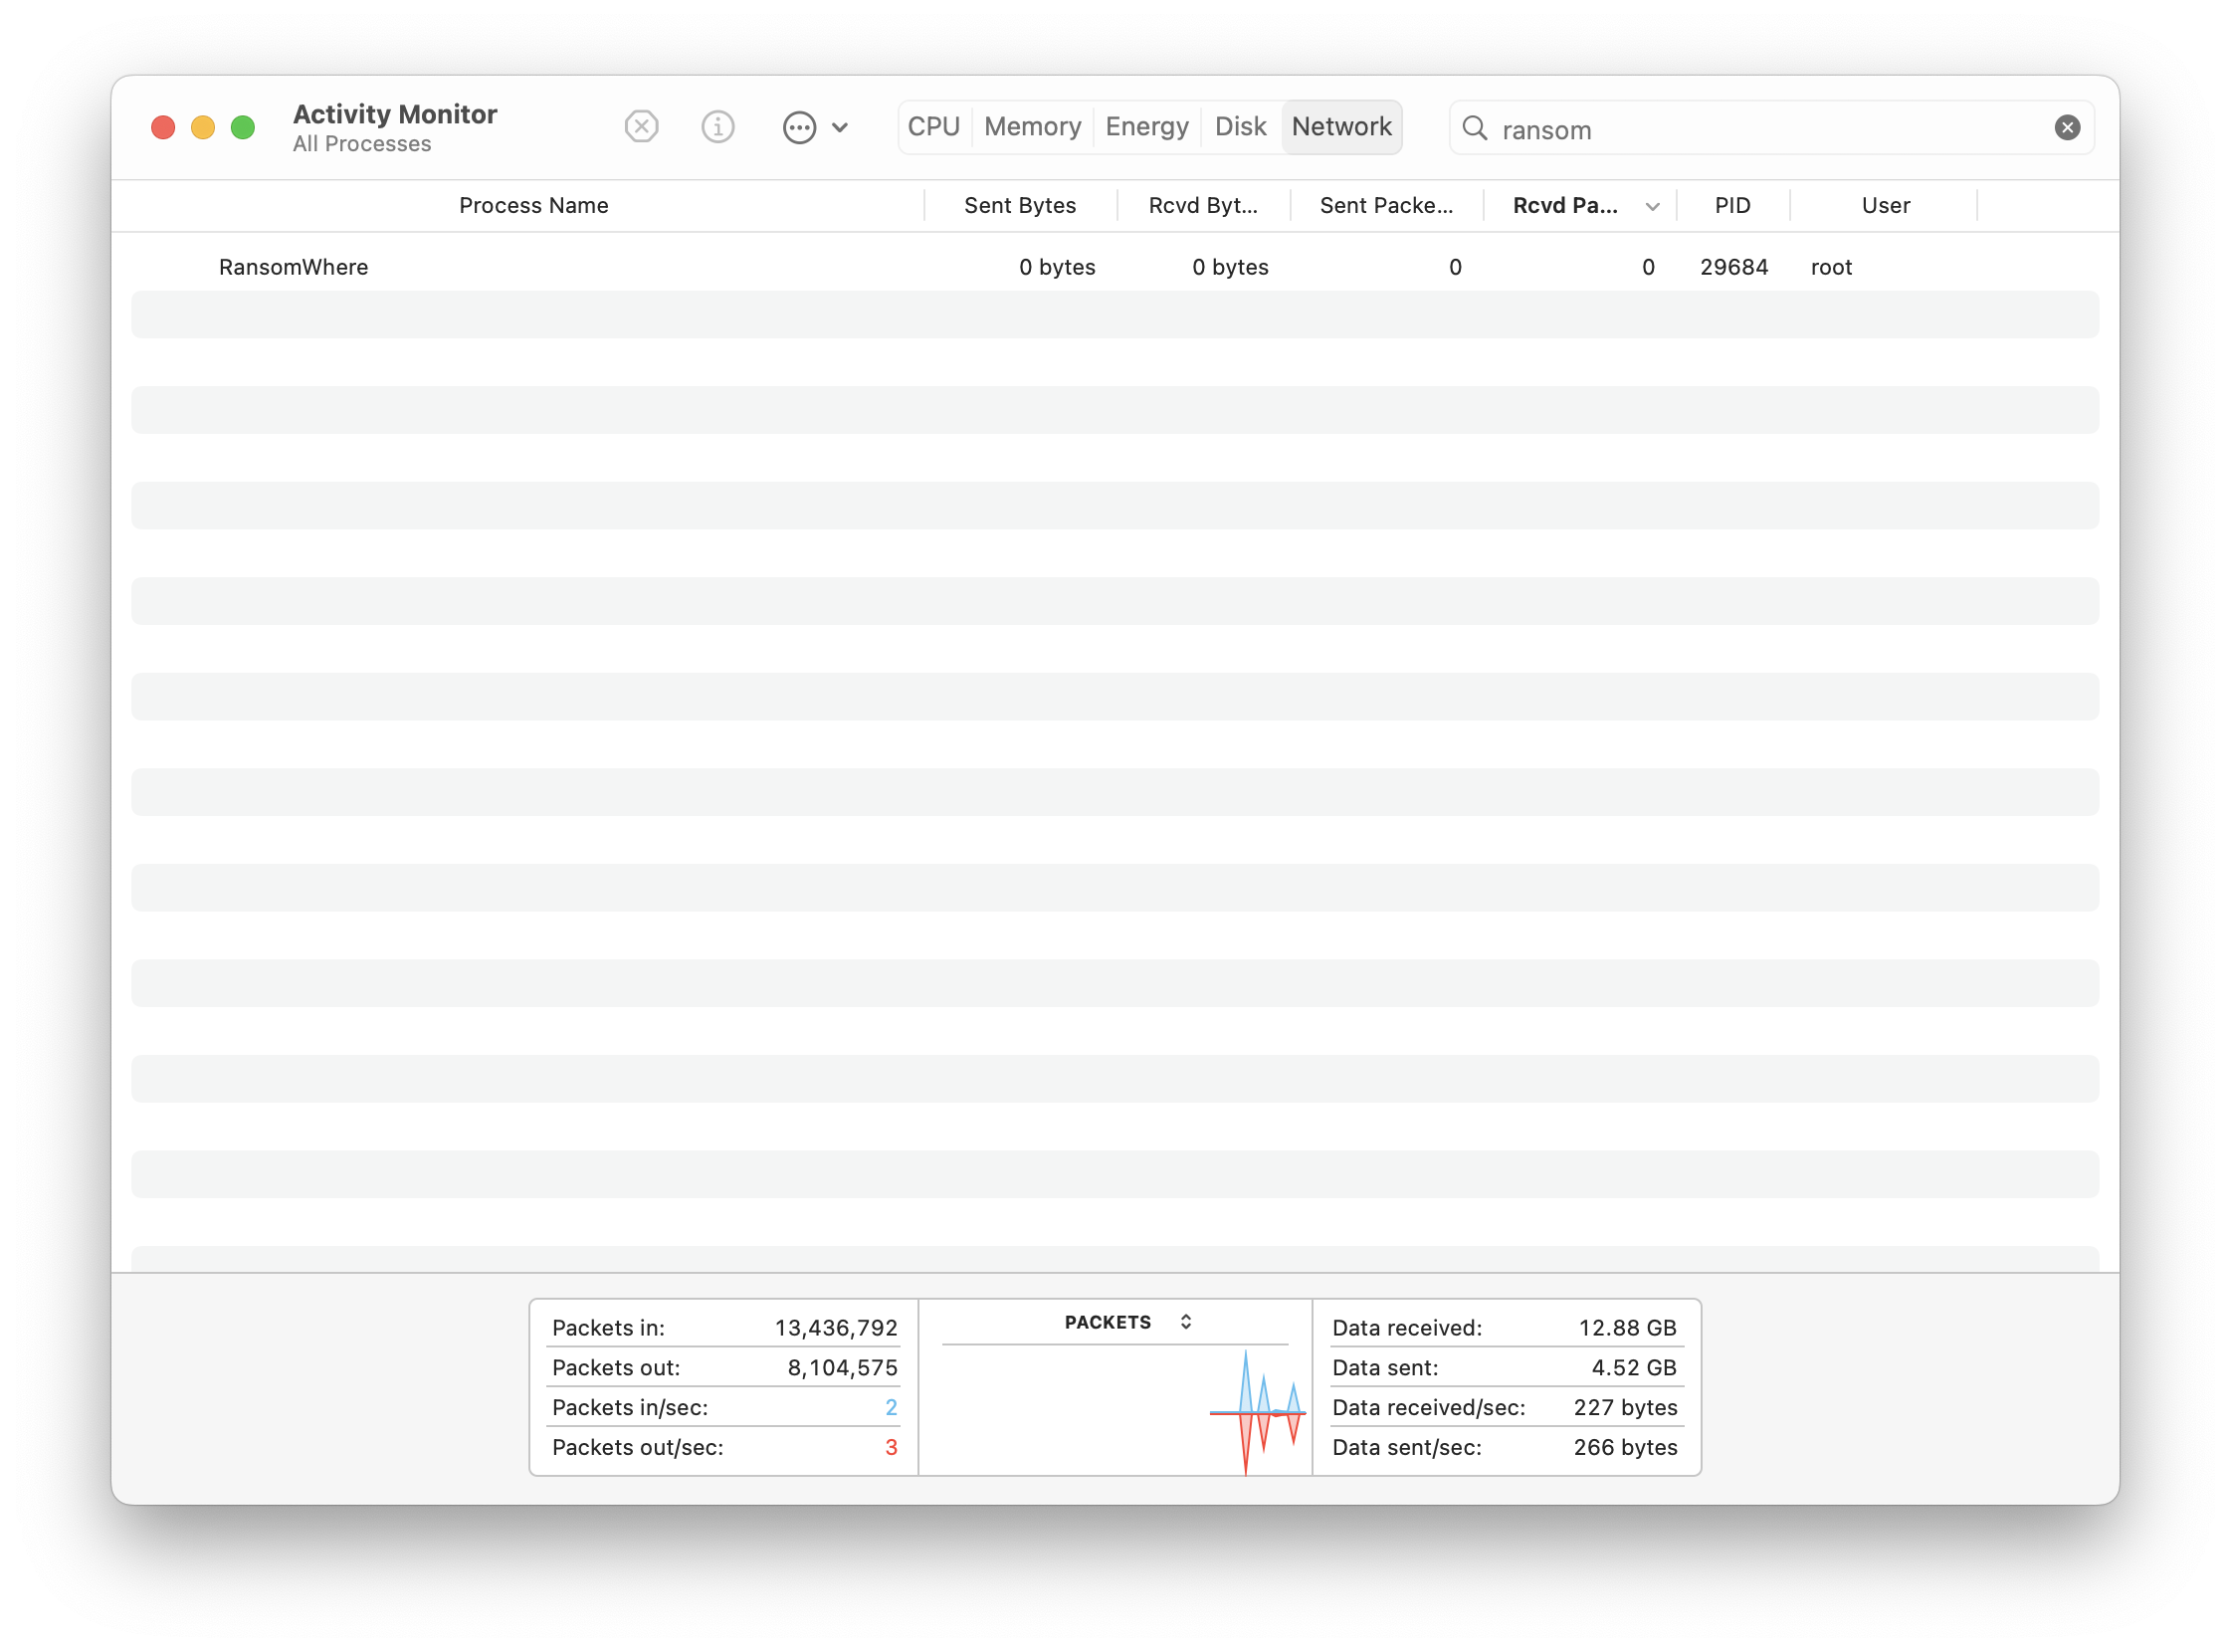 Activity Monitor
All Processes
CPU Memory Energy Disk Network
ransom
Process Name Sent Bytes Rcvd Byt... Sent Packe... Rcvd Pa... PID User
RansomWhere 0 bytes 0 bytes 0 0 29684 root
Packets in: 13,436,792
Packets out: 8,104,575
Packets in/sec: 2
Packets out/sec: 3
PACKETS
Data received: 12.88 GB
Data sent: 4.52 GB
Data received/sec: 227 bytes
Data sent/sec: 266 bytes